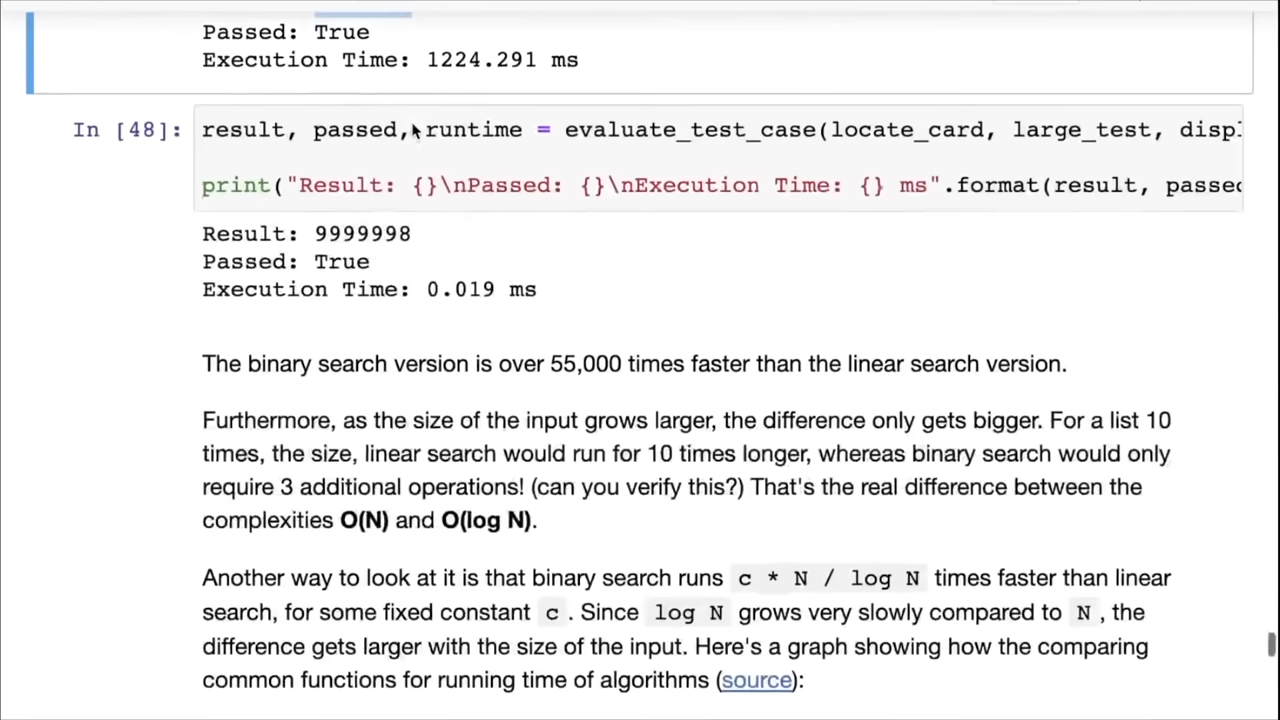 Passed: True
Execution Time: 1224.291 ms
In [48]: result, passed, runtime = evaluate_test_case(locate_card, large_test, displ
print("Result: {}\nPassed: {}\nExecution Time: {} ms".format(result, passed
Result: 9999998
Passed: True
Execution Time: 0.019 ms
The binary search version is over 55,000 times faster than the linear search version.
Furthermore, as the size of the input grows larger, the difference only gets bigger. For a list 10
times, the size, linear search would run for 10 times longer, whereas binary search would only
require 3 additional operations! (can you verify this?) That's the real difference between the
complexities O(N) and O(log N).
Another way to look at it is that binary search runs c * N / log N times faster than linear
search, for some fixed constant c . Since log N grows very slowly compared to N , the
difference gets larger with the size of the input. Here's a graph showing how the comparing
common functions for running time of algorithms (source):